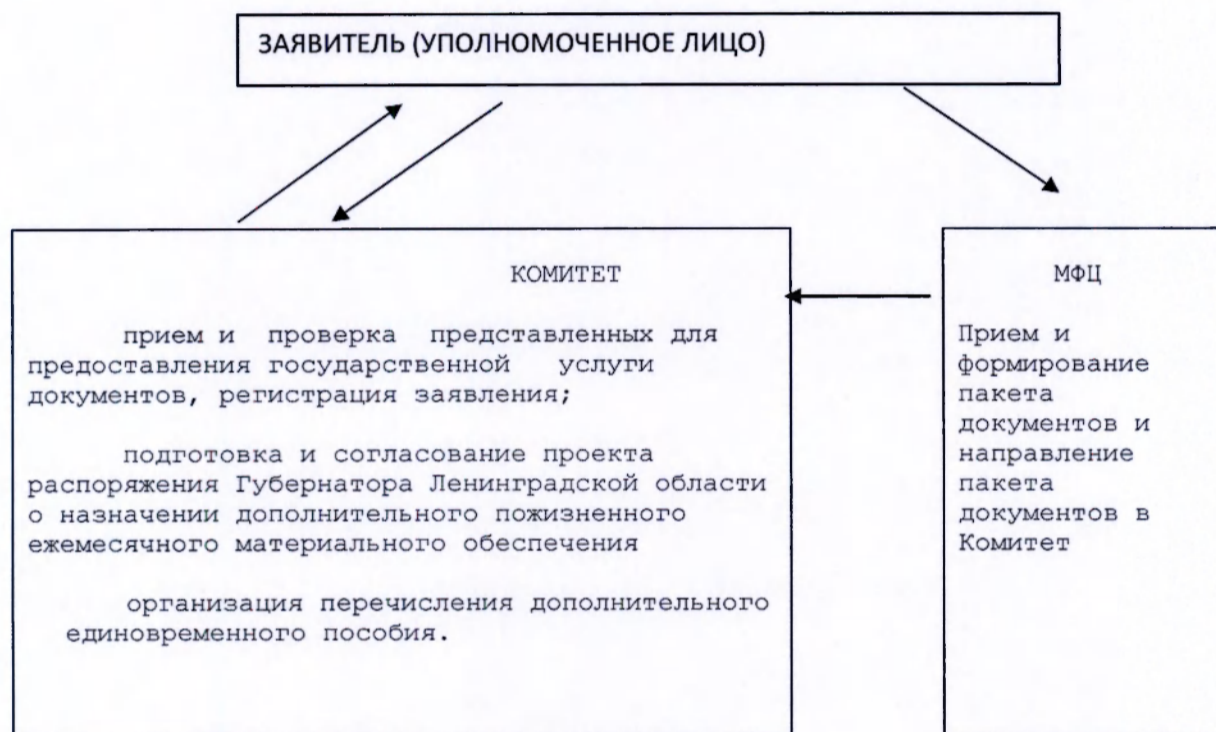 ЗАЯВИТЕЛЬ (УПОЛНОМОЧЕННОЕ ЛИЦО)
КОМИТЕТ
прием и проверка представленных для
предоставления государственной услуги
документов, регистрация заявления;
подготовка и согласование проекта
распоряжения Губернатора Ленинградской области
о назначении дополнительного пожизненного
ежемесячного материального обеспечения
организация перечисления дополнительного
единовременного пособия.
МФЦ
Прием и
формирование
пакета
документов и
направление
пакета
документов в
Комитет